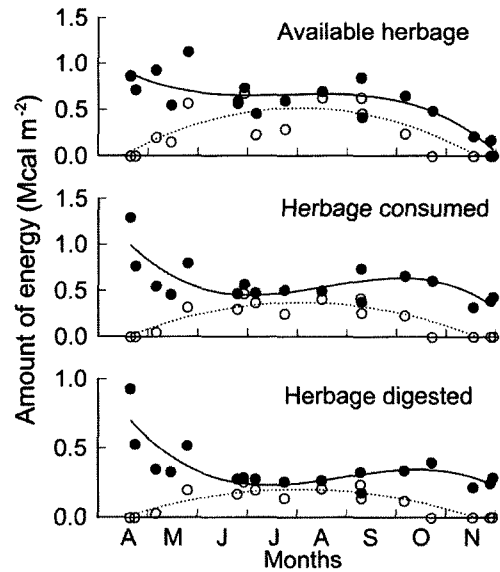 Available herbage
1.5
1.0
0.5
0.0
Amount of energy (Mcal m-2)
Herbage consumed
1.5
1.0
0.5
0.0
Herbage digested
1.0
0.5
0.0
A M J J A S O N
Months